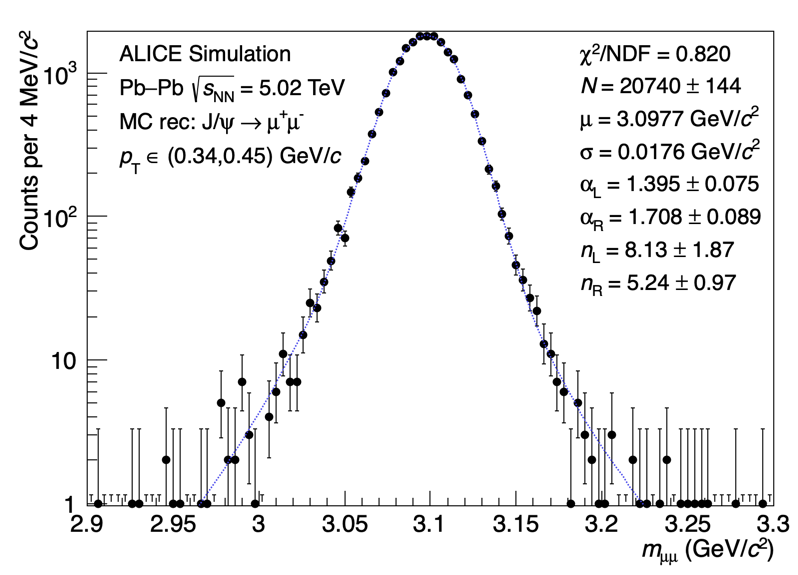 ALICE Simulation
Pb–Pb √sNN = 5.02 TeV
MC rec: J/ψ → μ⁺μ⁻
pT ∈ (0.34,0.45) GeV/c
χ²/NDF = 0.820
N = 20740 ± 144
μ = 3.0977 GeV/c²
σ = 0.0176 GeV/c²
αL = 1.395 ± 0.075
αR = 1.708 ± 0.089
nL = 8.13 ± 1.87
nR = 5.24 ± 0.97
Counts per 4 MeV/c²
10³
10²
10
1
2.9 2.95 3 3.05 3.1 3.15 3.2 3.25 3.3
mμμ (GeV/c²)